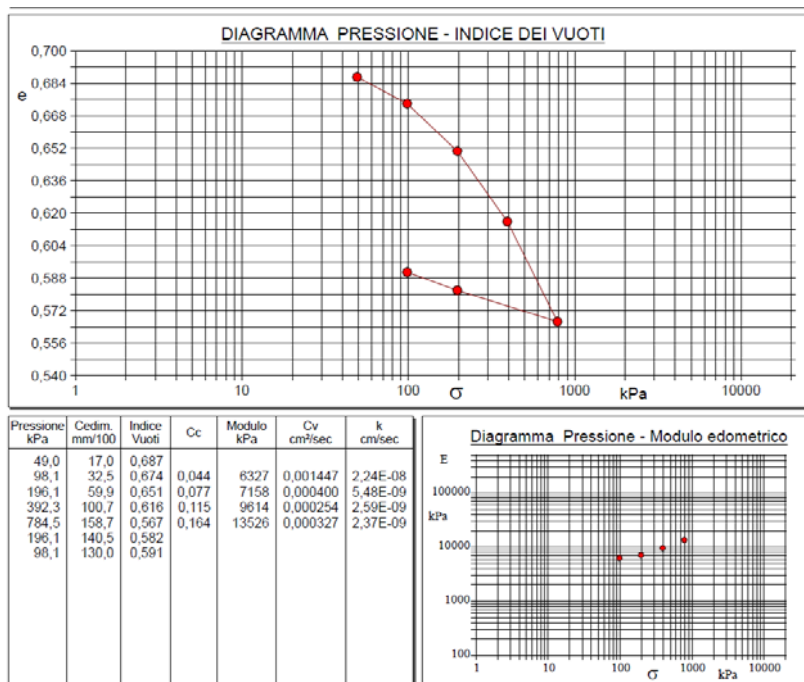 DIAGRAMMA PRESSIONE - INDICE DEI VUOTI
0,700
0,684
e
0,668
0,652
0,636
0,620
0,604
0,588
0,572
0,556
0,540
1 10 100 σ 1000 kPa 10000
Pressione kPa Cedim. mm/100 Indice Vuoti Cc Modulo kPa Cv cm²/sec k cm/sec
49,0 17,0 0,687
98,1 32,5 0,674 0,044 6327 0,001447 2,24E-08
196,1 59,9 0,651 0,077 7158 0,000400 5,48E-09
392,3 100,7 0,616 0,115 9614 0,000254 2,59E-09
784,5 158,7 0,567 0,164 13526 0,000327 2,37E-09
196,1 140,5 0,582
98,1 130,0 0,591
Diagramma Pressione - Modulo edometrico
E
100000
kPa
10000
1000
100
1 10 100 1000 10000
σ kPa